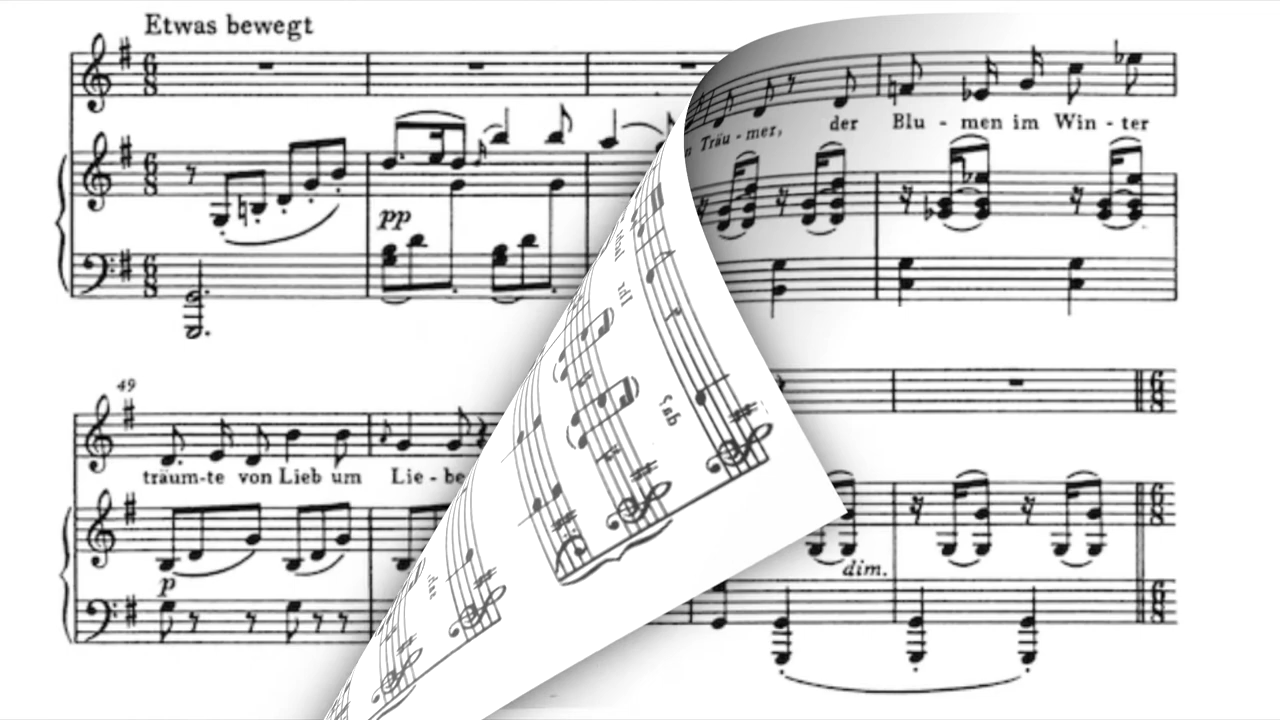 Etwas bewegt
Träu - mer, der Blu - men im Win - ter
pp
49
träum-te von Lieb um Lie - be
p
dim.